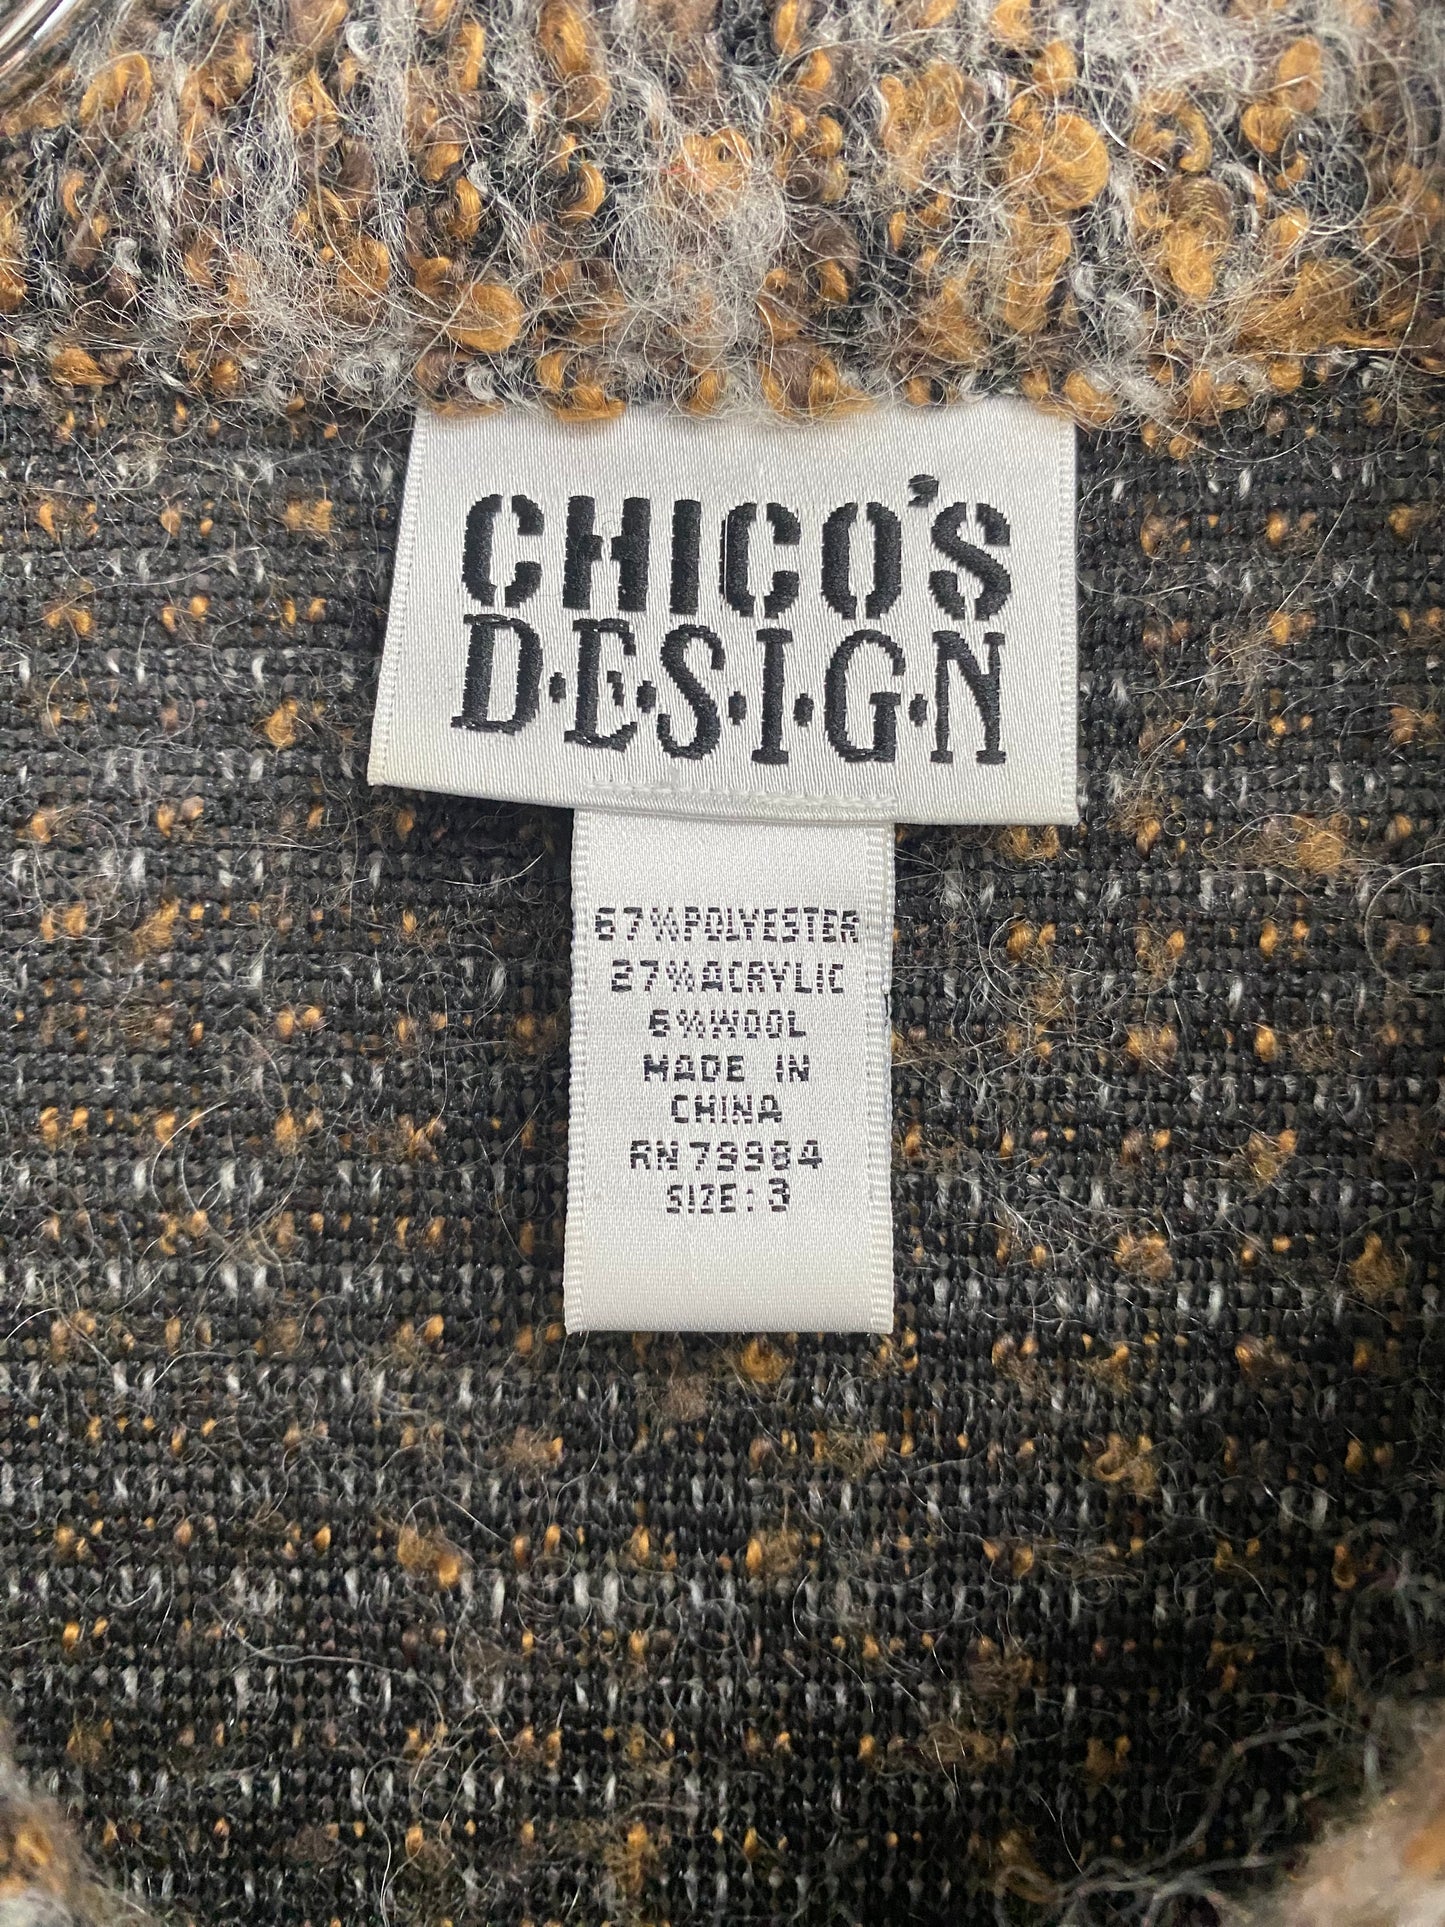 CHICO'S
D·E·S·I·G·N
67%POLYESTER
27%ACRYLIC
6%WOOL
MADE IN
CHINA
RN 79984
SIZE: 3